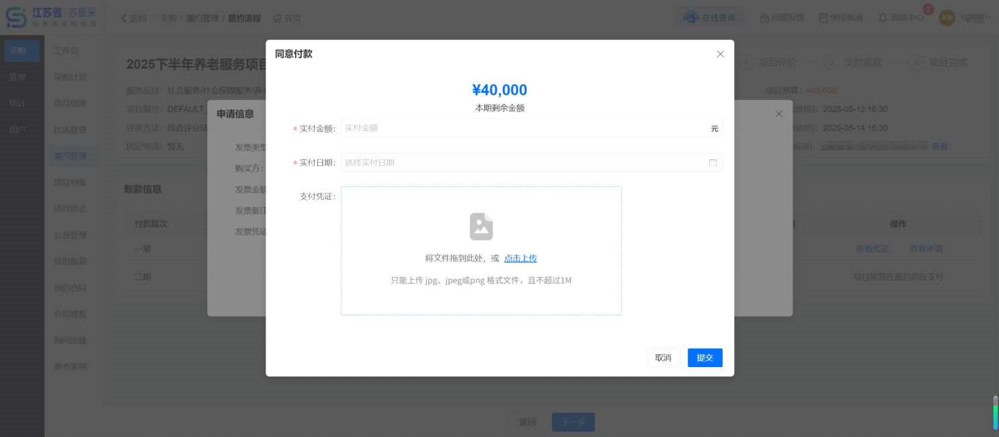 江苏省 | 苏服采
服务类采购商城
返回 | 采购 / 履约管理 / 履约流程 首页
在线咨询 问题反馈 使用指南 消息中心 2
采购
管理
统计
用户
工作台
采购计划
项目组建
比选管理
履约管理
项目档案
项目终止
公告管理
我的账款
我的合同
合同模板
询问质疑
参考案例
2025下半年养老服务项目
4 项目评价 5 支付尾款 6 项目完成
服务品目：社会服务/社会保障服务/养
项目预算：¥40,000
项目编号：DEFAULT_
时间：2025-05-12 16:30
评审方法：综合评分法
时间：2025-05-14 16:30
固定电话：暂无
应商）：
查看
账款信息
付款期次
操作
一期
查看凭证 查看申请
二期
项目尾款在最后阶段支付
申请信息
发票类型
购买方：
发票金额
发票备注
发票凭证
同意付款
¥40,000
本期剩余金额
* 实付金额： 实付金额 元
* 实付日期： 选择实付日期
支付凭证：
将文件拖到此处，或 点击上传
只能上传 jpg、jpeg或png 格式文件，且不超过1M
取消 提交
返回 下一步